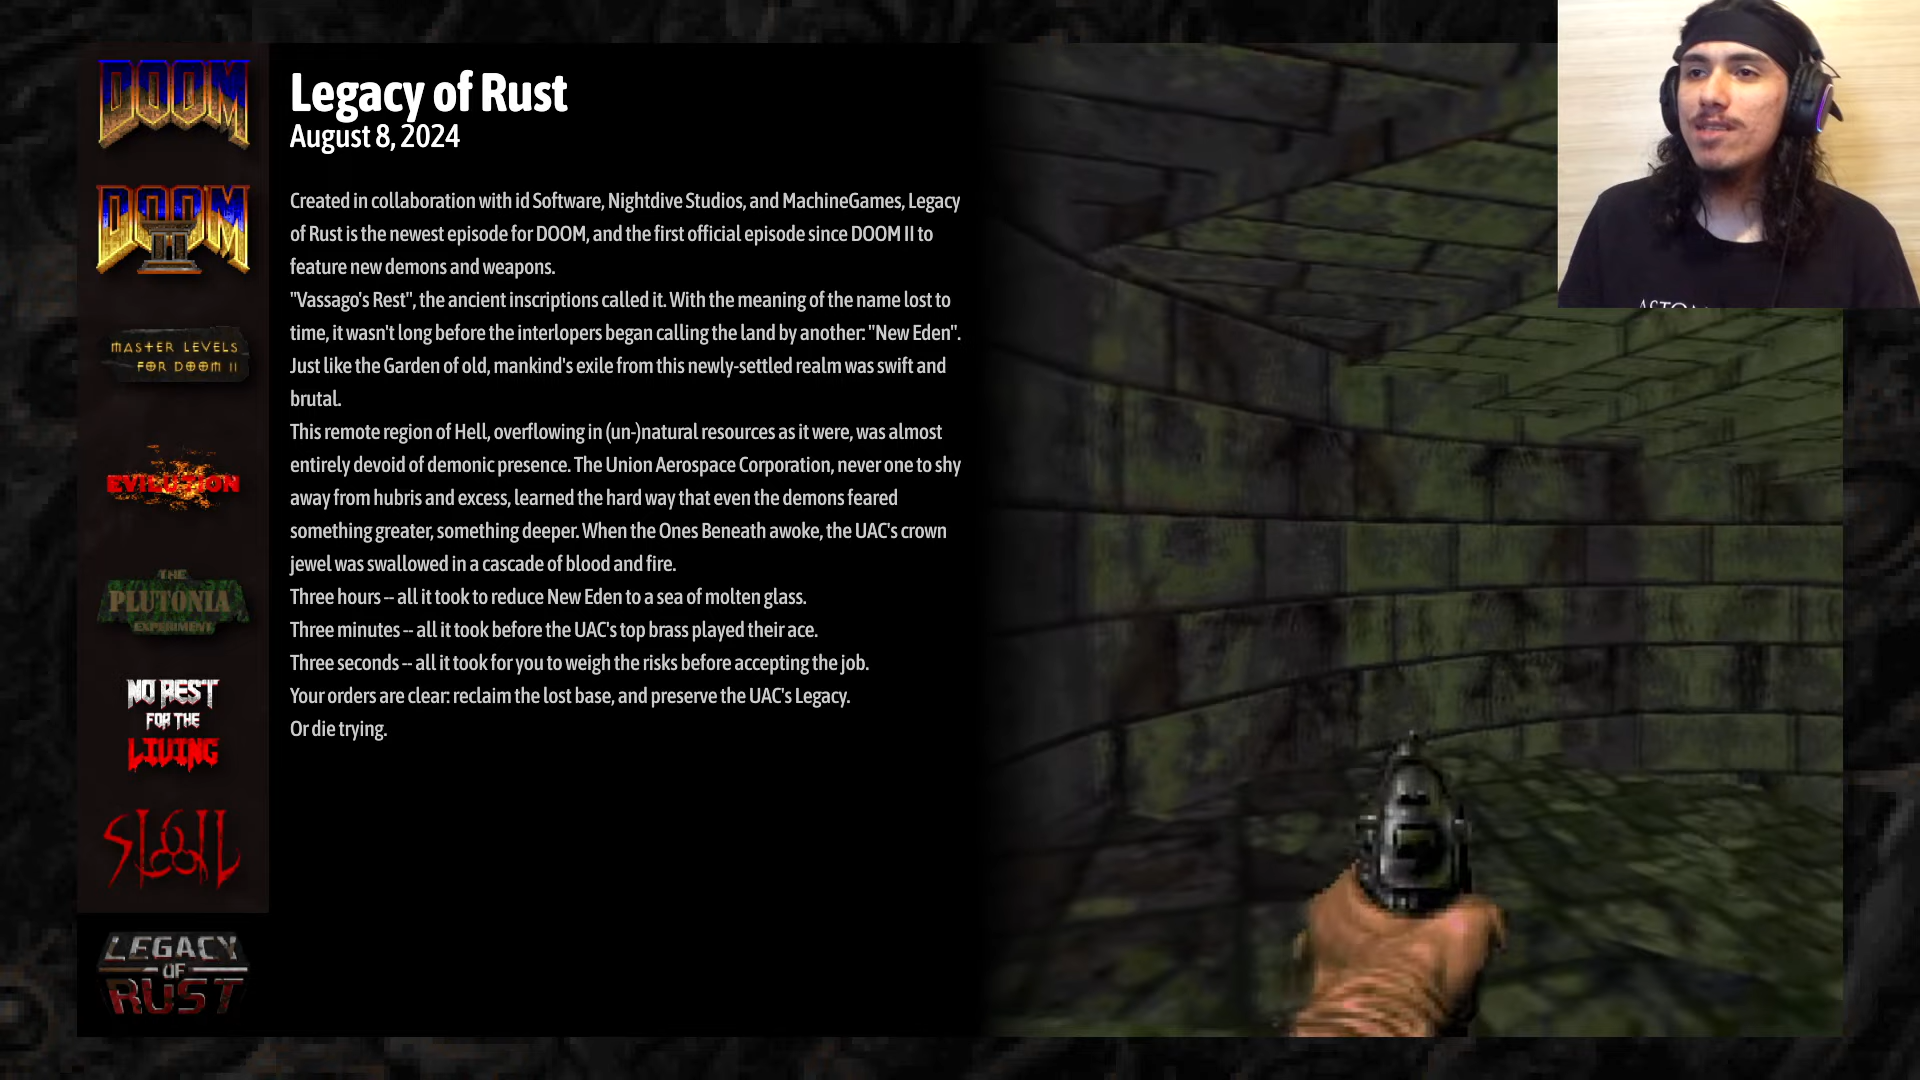 DOOM
DOOM
II
MASTER LEVELS
FOR DOOM II
EVILUTION
THE
PLUTONIA
EXPERIMENT
NO REST
FOR THE
LIVING
SIGIL
LEGACY
OF
RUST
Legacy of Rust
August 8, 2024
Created in collaboration with id Software, Nightdive Studios, and MachineGames, Legacy
of Rust is the newest episode for DOOM, and the first official episode since DOOM II to
feature new demons and weapons.
"Vassago's Rest", the ancient inscriptions called it. With the meaning of the name lost to
time, it wasn't long before the interlopers began calling the land by another: "New Eden".
Just like the Garden of old, mankind's exile from this newly-settled realm was swift and
brutal.
This remote region of Hell, overflowing in (un-)natural resources as it were, was almost
entirely devoid of demonic presence. The Union Aerospace Corporation, never one to shy
away from hubris and excess, learned the hard way that even the demons feared
something greater, something deeper. When the Ones Beneath awoke, the UAC's crown
jewel was swallowed in a cascade of blood and fire.
Three hours -- all it took to reduce New Eden to a sea of molten glass.
Three minutes -- all it took before the UAC's top brass played their ace.
Three seconds -- all it took for you to weigh the risks before accepting the job.
Your orders are clear: reclaim the lost base, and preserve the UAC's Legacy.
Or die trying.